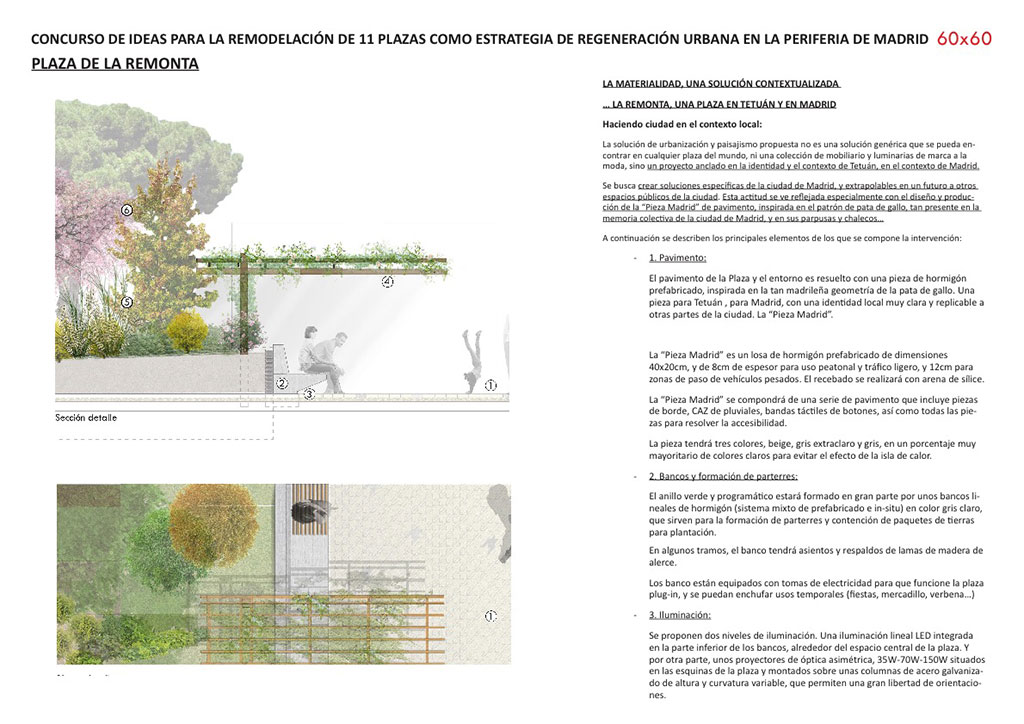 CONCURSO DE IDEAS PARA LA REMODELACIÓN DE 11 PLAZAS COMO ESTRATEGIA DE REGENERACIÓN URBANA EN LA PERIFERIA DE MADRID 60x60
PLAZA DE LA REMONTA
6
5
4
2
3
1
Sección detalle
1
LA MATERIALIDAD, UNA SOLUCIÓN CONTEXTUALIZADA
... LA REMONTA, UNA PLAZA EN TETUÁN Y EN MADRID
Haciendo ciudad en el contexto local:
La solución de urbanización y paisajismo propuesta no es una solución genérica que se pueda en-
contrar en cualquier plaza del mundo, ni una colección de mobiliario y luminarias de marca a la
moda, sino un proyecto anclado en la identidad y el contexto de Tetuán, en el contexto de Madrid.
Se busca crear soluciones especificas de la ciudad de Madrid, y extrapolables en un futuro a otros
espacios públicos de la ciudad. Esta actitud se ve reflejada especialmente con el diseño y produc-
ción de la "Pieza Madrid" de pavimento, inspirada en el patrón de pata de gallo, tan presente en la
memoria colectiva de la ciudad de Madrid, y en sus parpusas y chalecos...
A continuación se describen los principales elementos de los que se compone la intervención:
- 1. Pavimento:
El pavimento de la Plaza y el entorno es resuelto con una pieza de hormigón
prefabricado, inspirada en la tan madrileña geometría de la pata de gallo. Una
pieza para Tetuán , para Madrid, con una identidad local muy clara y replicable a
otras partes de la ciudad. La "Pieza Madrid".
La "Pieza Madrid" es un losa de hormigón prefabricado de dimensiones
40x20cm, y de 8cm de espesor para uso peatonal y tráfico ligero, y 12cm para
zonas de paso de vehículos pesados. El recebado se realizará con arena de sílice.
La "Pieza Madrid" se compondrá de una serie de pavimento que incluye piezas
de borde, CAZ de pluviales, bandas táctiles de botones, así como todas las pie-
zas para resolver la accesibilidad.
La pieza tendrá tres colores, beige, gris extraclaro y gris, en un porcentaje muy
mayoritario de colores claros para evitar el efecto de la isla de calor.
- 2. Bancos y formación de parterres:
El anillo verde y programático estará formado en gran parte por unos bancos li-
neales de hormigón (sistema mixto de prefabricado e in-situ) en color gris claro,
que sirven para la formación de parterres y contención de paquetes de tierras
para plantación.
En algunos tramos, el banco tendrá asientos y respaldos de lamas de madera de
alerce.
Los banco están equipados con tomas de electricidad para que funcione la plaza
plug-in, y se puedan enchufar usos temporales (fiestas, mercadillo, verbena...)
- 3. Iluminación:
Se proponen dos niveles de iluminación. Una iluminación lineal LED integrada
en la parte inferior de los bancos, alrededor del espacio central de la plaza. Y
por otra parte, unos proyectores de óptica asimétrica, 35W-70W-150W situados
en las esquinas de la plaza y montados sobre unas columnas de acero galvaniza-
do de altura y curvatura variable, que permiten una gran libertad de orientacio-
nes.